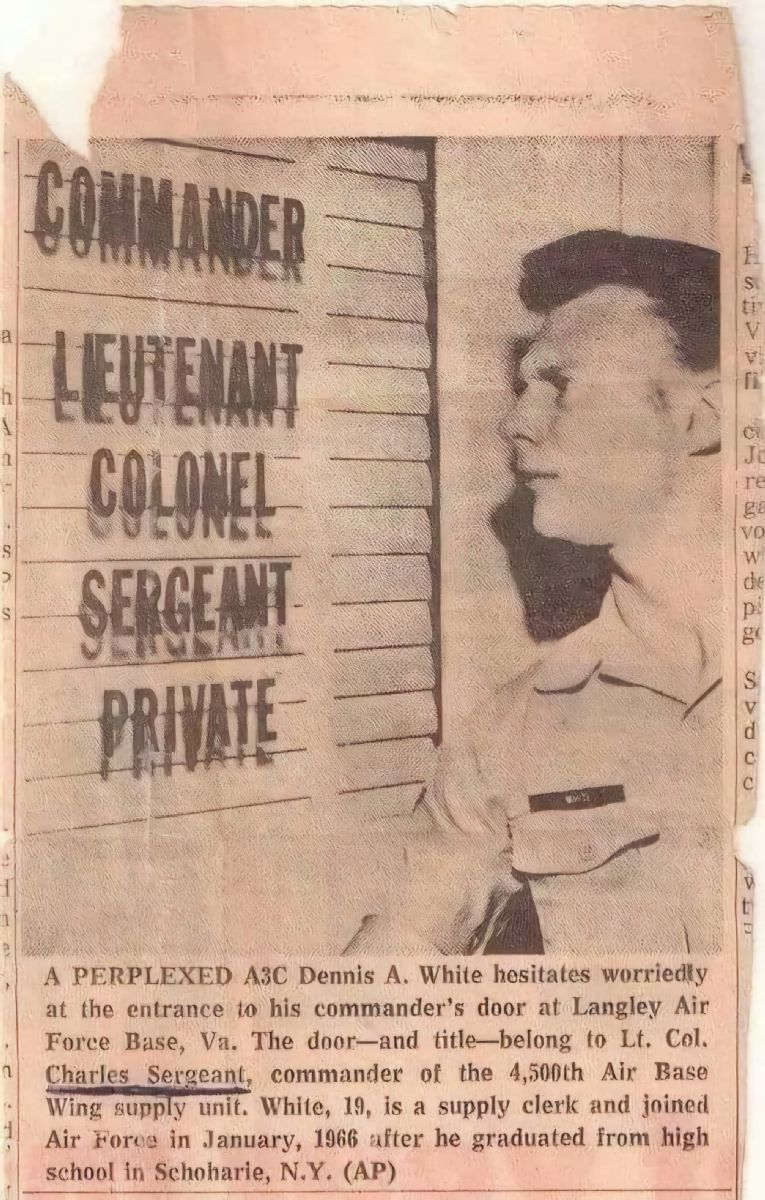 COMMANDER
LIEUTENANT
COLONEL
SERGEANT
PRIVATE
A PERPLEXED A3C Dennis A. White hesitates worriedly
at the entrance to his commander's door at Langley Air
Force Base, Va. The door—and title—belong to Lt. Col.
Charles Sergeant, commander of the 4,500th Air Base
Wing supply unit. White, 19, is a supply clerk and joined
Air Force in January, 1966 after he graduated from high
school in Schoharie, N.Y. (AP)